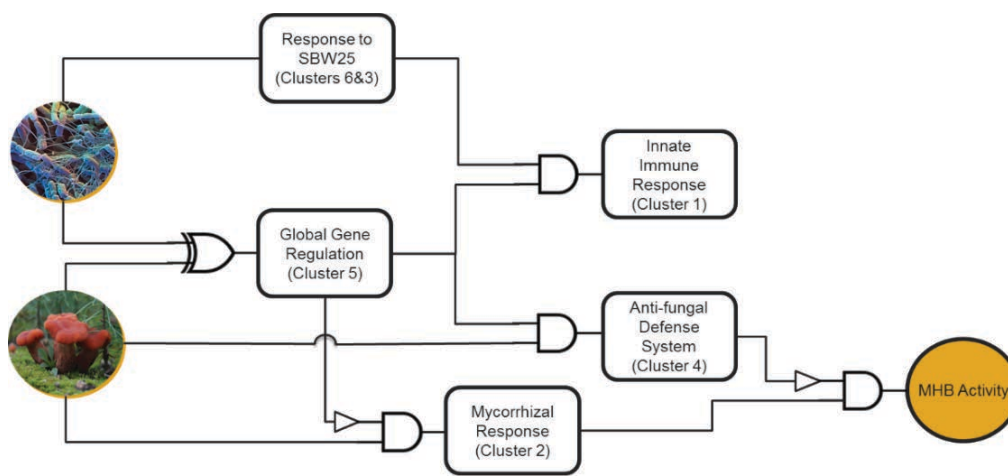 Response to
SBW25
(Clusters 6&3)
Innate
Immune
Response
(Cluster 1)
Global Gene
Regulation
(Cluster 5)
Anti-fungal
Defense
System
(Cluster 4)
MHB Activity
Mycorrhizal
Response
(Cluster 2)